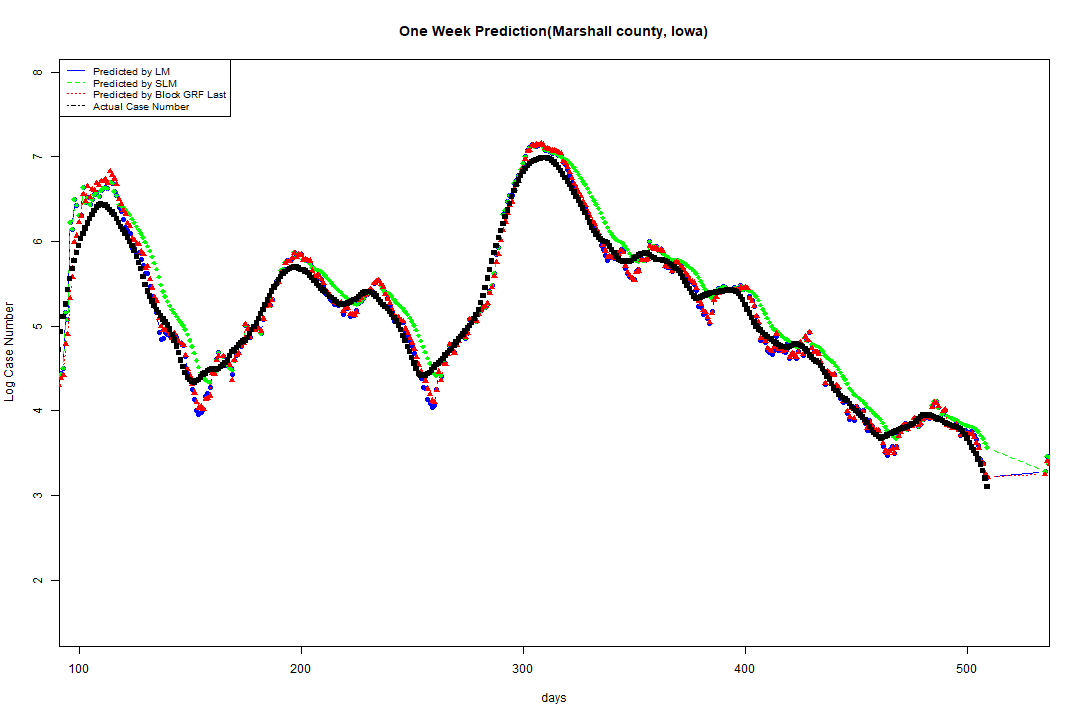 One Week Prediction(Marshall county, Iowa)
Predicted by LM
Predicted by SLM
Predicted by Block GRF Last
Actual Case Number
8
7
6
5
4
3
2
Log Case Number
100 200 300 400 500
days